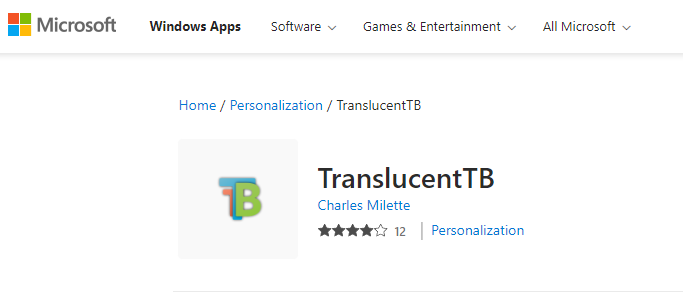 Microsoft Windows Apps Software Games & Entertainment All Microsoft
Home / Personalization / TranslucentTB
TB
TranslucentTB
Charles Milette
12 Personalization